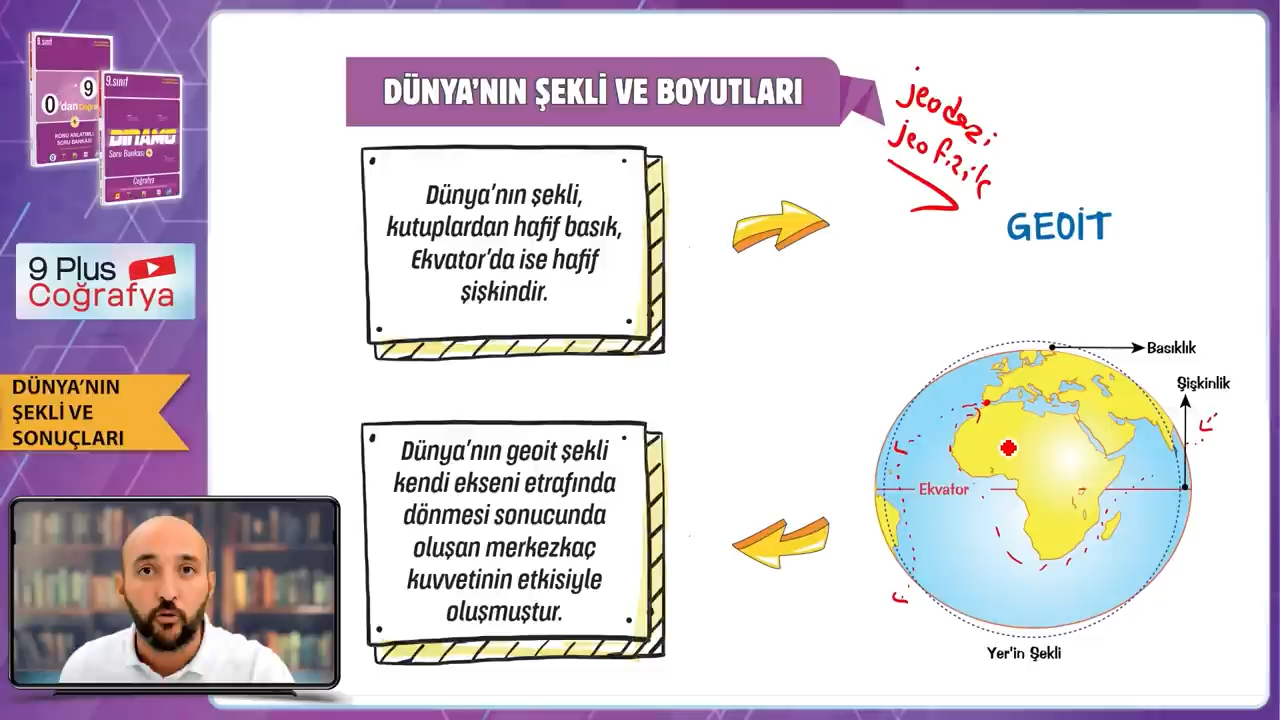 9.sınıf
9
0'dan
KONU ANLATIMLI
SORU BANKASI
9.sınıf
DİNAMO
Soru Bankası
Coğrafya
9 Plus
Coğrafya
DÜNYA'NIN
ŞEKLİ VE
SONUÇLARI
DÜNYA'NIN ŞEKLİ VE BOYUTLARI
Dünya'nın şekli,
kutuplardan hafif basık,
Ekvator'da ise hafif
şişkindir.
jeodezi
jeofizik
GEOİT
Dünya'nın geoit şekli
kendi ekseni etrafında
dönmesi sonucunda
oluşan merkezkaç
kuvvetinin etkisiyle
oluşmuştur.
Basıklık
Şişkinlik
Ekvator
Yer'in Şekli